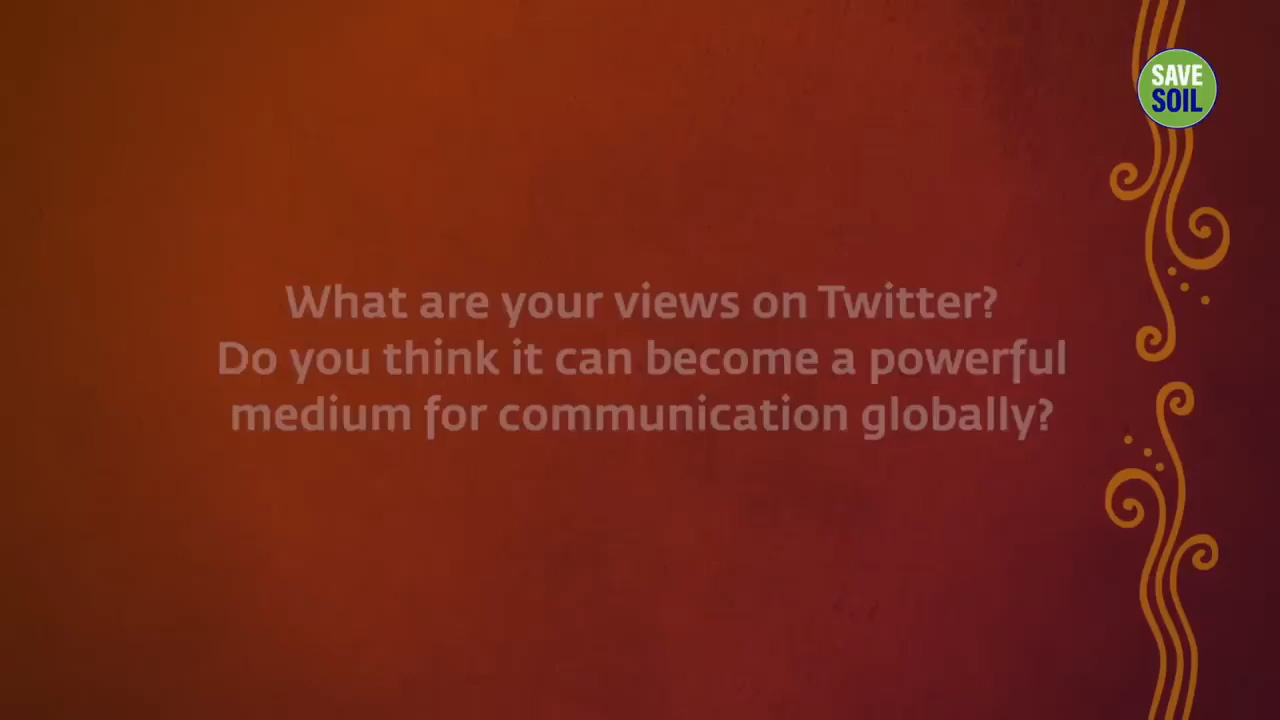 SAVE
SOIL
What are your views on Twitter?
Do you think it can become a powerful
medium for communication globally?